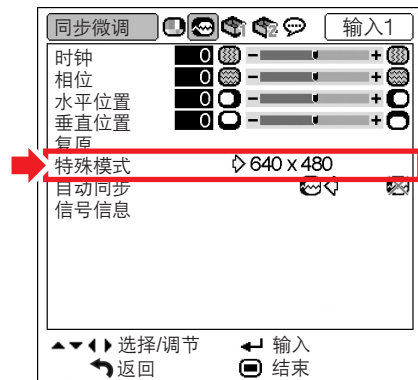 同步微调 输入1
时钟 0 - +
相位 0 - +
水平位置 0 - +
垂直位置 0 - +
复原
特殊模式 640 x 480
自动同步
信号信息
选择/调节 输入
返回 结束